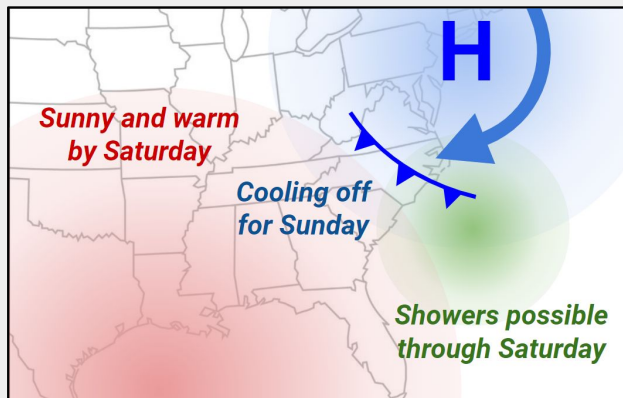 H
Sunny and warm
by Saturday
Cooling off
for Sunday
Showers possible
through Saturday